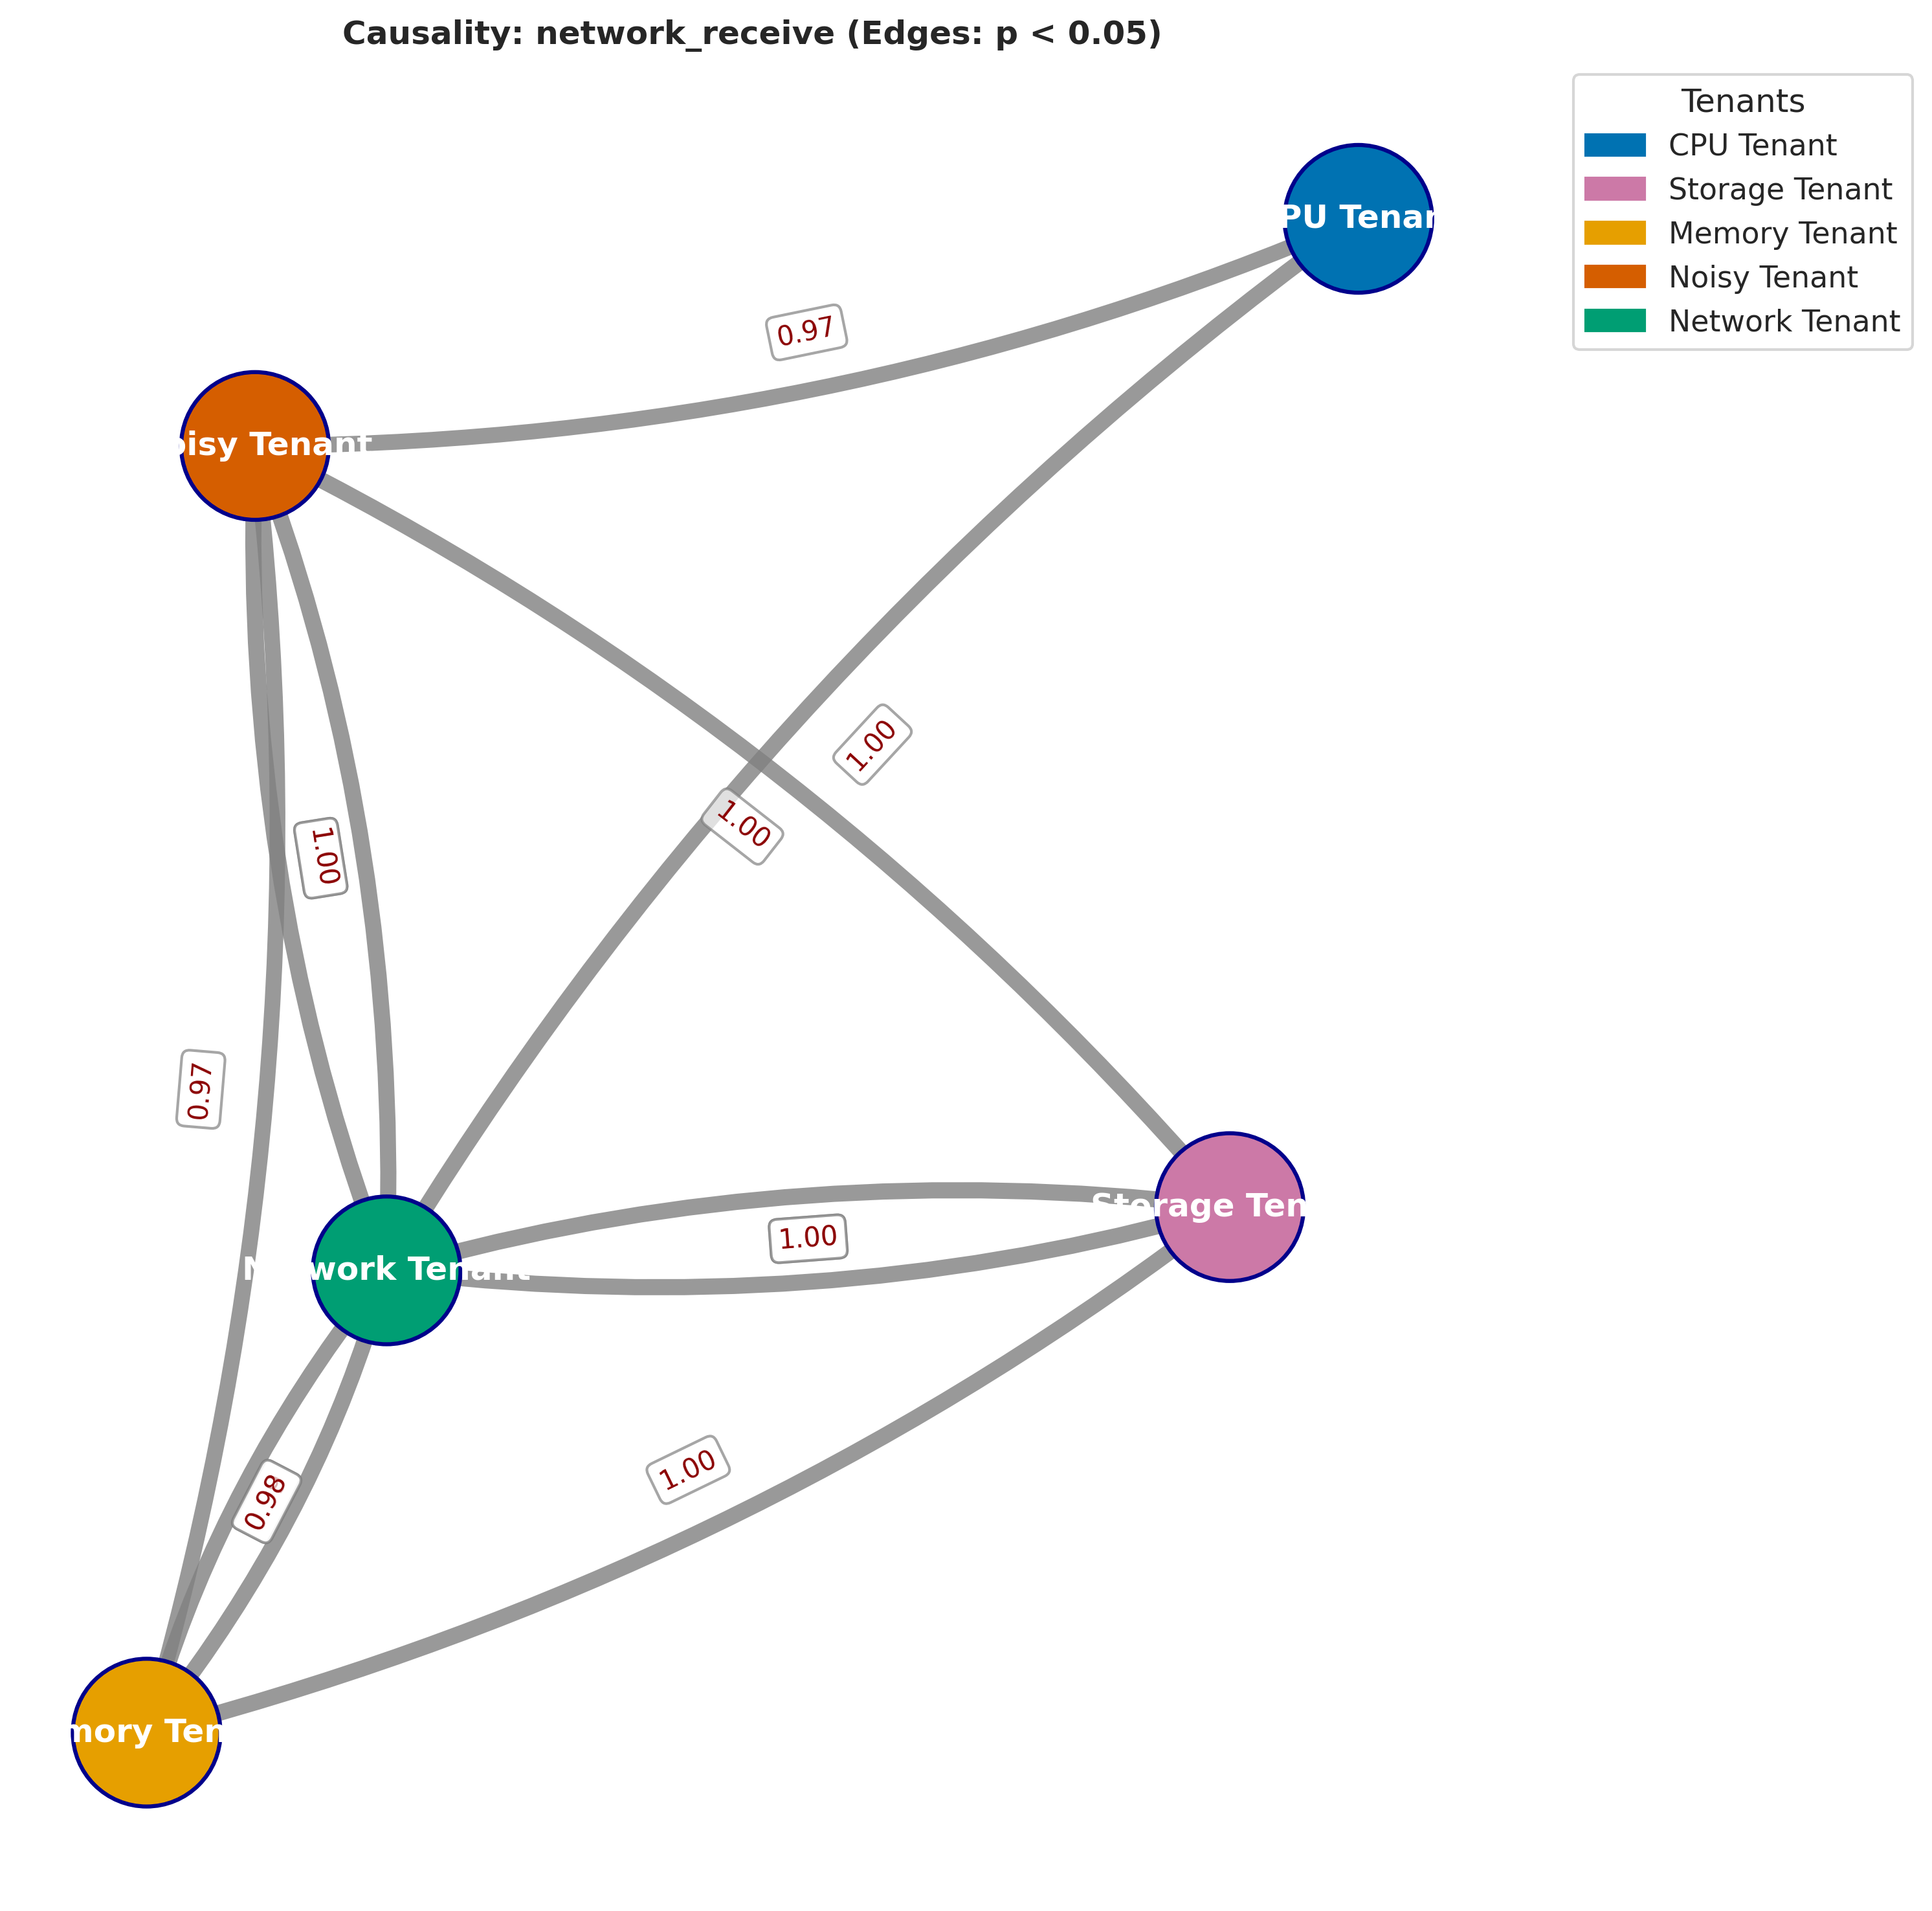 Causality: network_receive (Edges: p < 0.05)
Tenants
CPU Tenant
Storage Tenant
Memory Tenant
Noisy Tenant
Network Tenant
PU Tenan
0.97
oisy Tenant
1.00
1.00
1.00
0.97
Storage Ten
1.00
Network Tenant
1.00
0.98
mory Ten